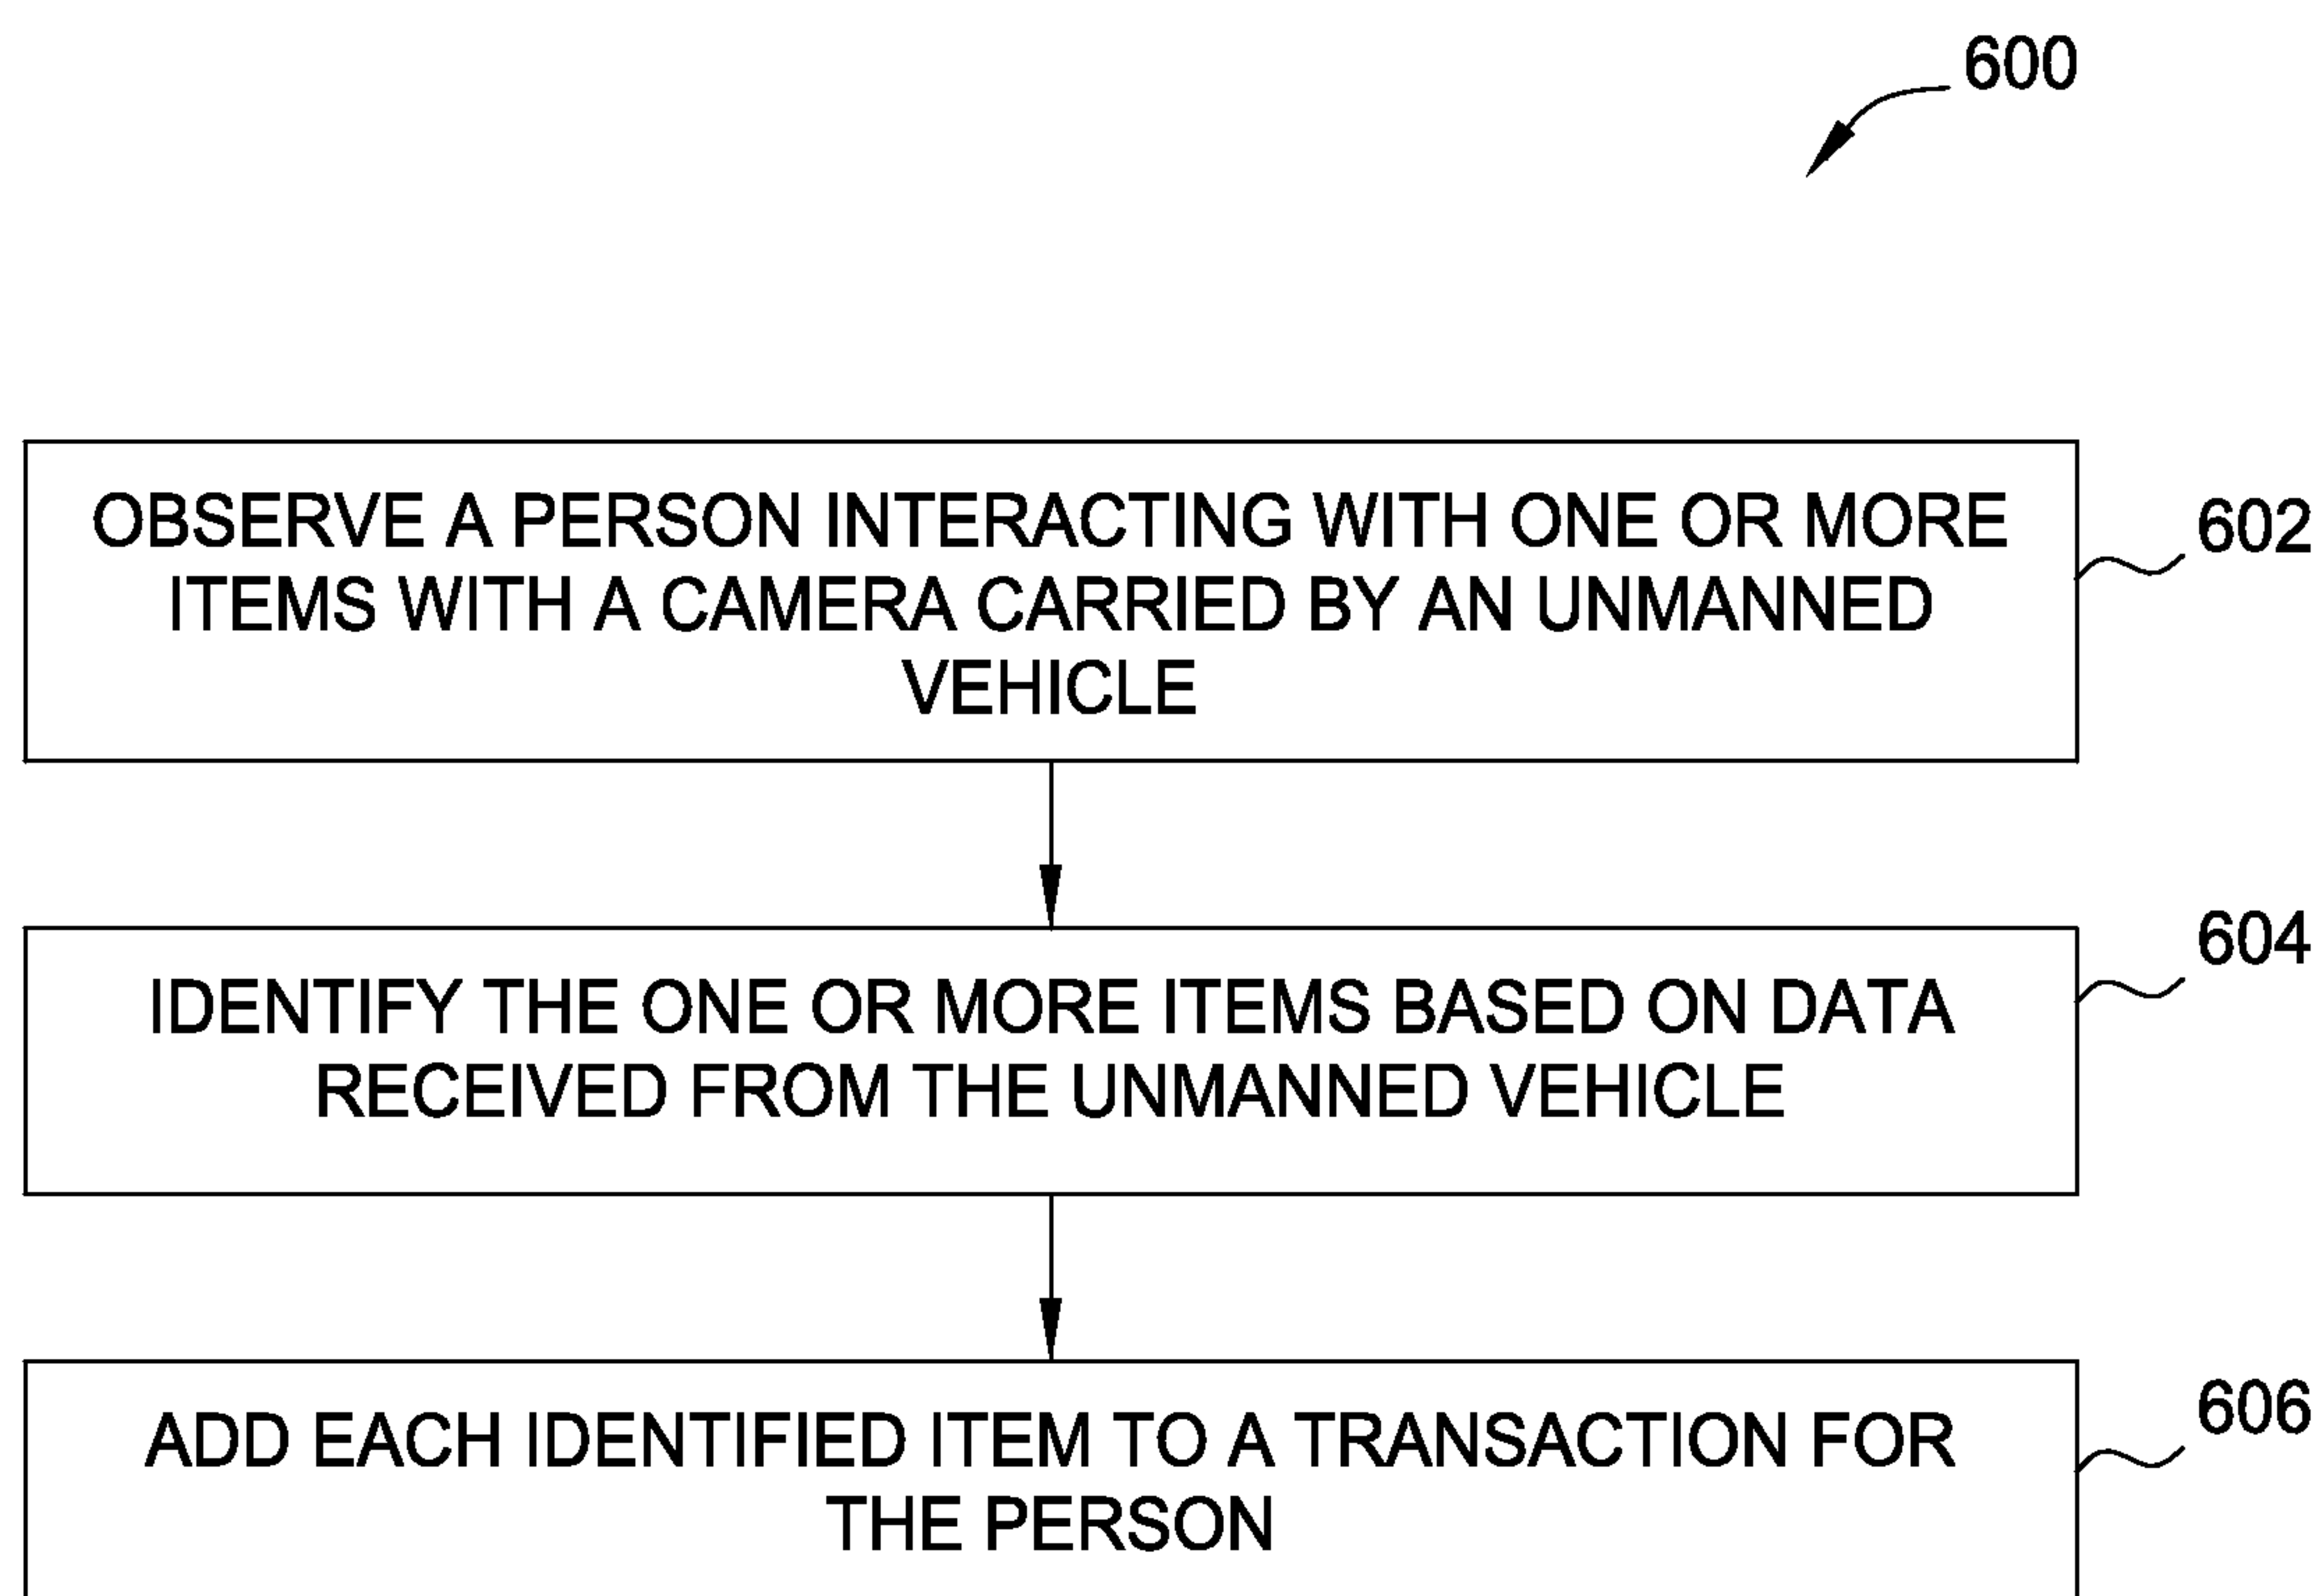 600
OBSERVE A PERSON INTERACTING WITH ONE OR MORE
ITEMS WITH A CAMERA CARRIED BY AN UNMANNED
VEHICLE
602
IDENTIFY THE ONE OR MORE ITEMS BASED ON DATA
RECEIVED FROM THE UNMANNED VEHICLE
604
ADD EACH IDENTIFIED ITEM TO A TRANSACTION FOR
THE PERSON
606